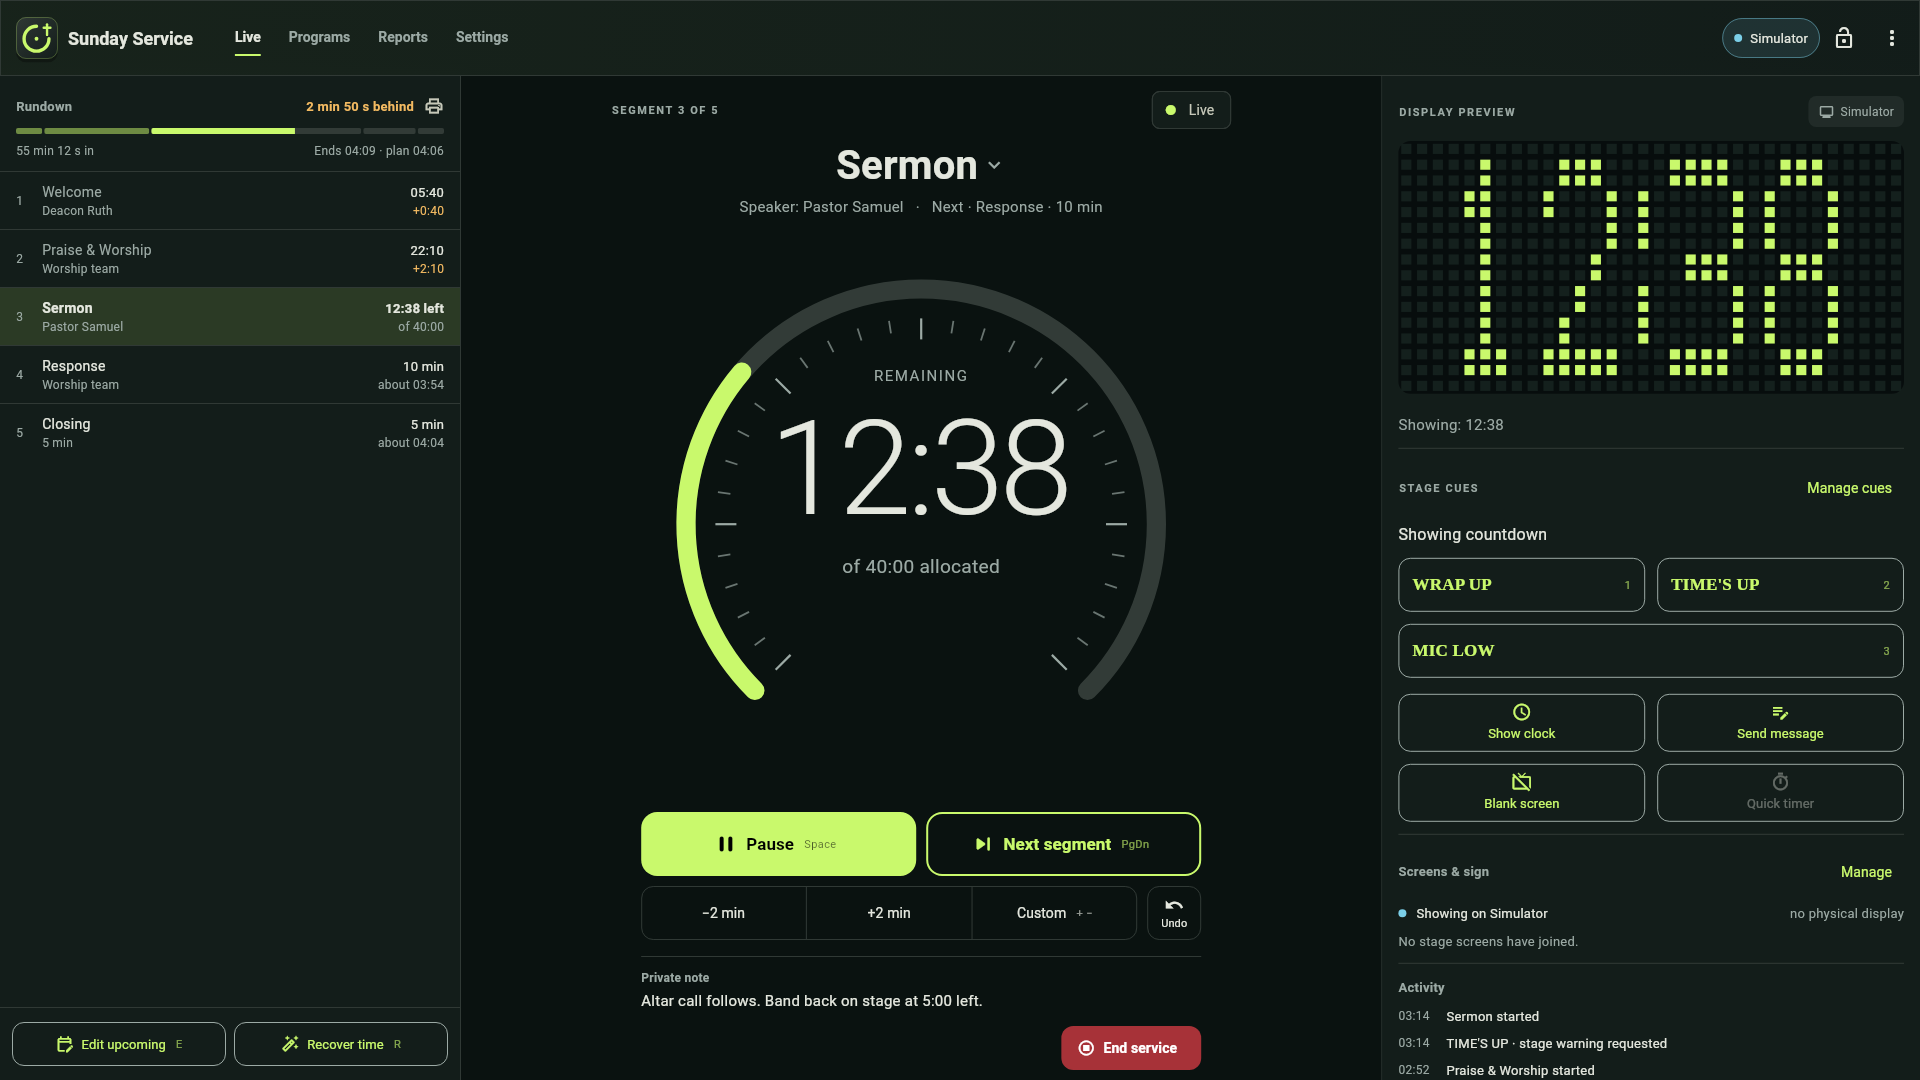 Sunday Service
Live
Programs
Reports
Settings
Simulator
Rundown
2 min 50 s behind
55 min 12 s in
Ends 04:09 · plan 04:06
1
Welcome
05:40
Deacon Ruth
+0:40
2
Praise & Worship
22:10
Worship team
+2:10
3
Sermon
12:38 left
Pastor Samuel
of 40:00
4
Response
10 min
Worship team
about 03:54
5
Closing
5 min
5 min
about 04:04
Edit upcoming E
Recover time R
SEGMENT 3 OF 5
Live
Sermon
Speaker: Pastor Samuel · Next · Response · 10 min
REMAINING
12:38
of 40:00 allocated
Pause Space
Next segment PgDn
−2 min
+2 min
Custom + −
Undo
Private note
Altar call follows. Band back on stage at 5:00 left.
End service
DISPLAY PREVIEW
Simulator
12:38
Showing: 12:38
STAGE CUES
Manage cues
Showing countdown
WRAP UP 1
TIME'S UP 2
MIC LOW 3
Show clock
Send message
Blank screen
Quick timer
Screens & sign
Manage
Showing on Simulator
no physical display
No stage screens have joined.
Activity
03:14 Sermon started
03:14 TIME'S UP · stage warning requested
02:52 Praise & Worship started